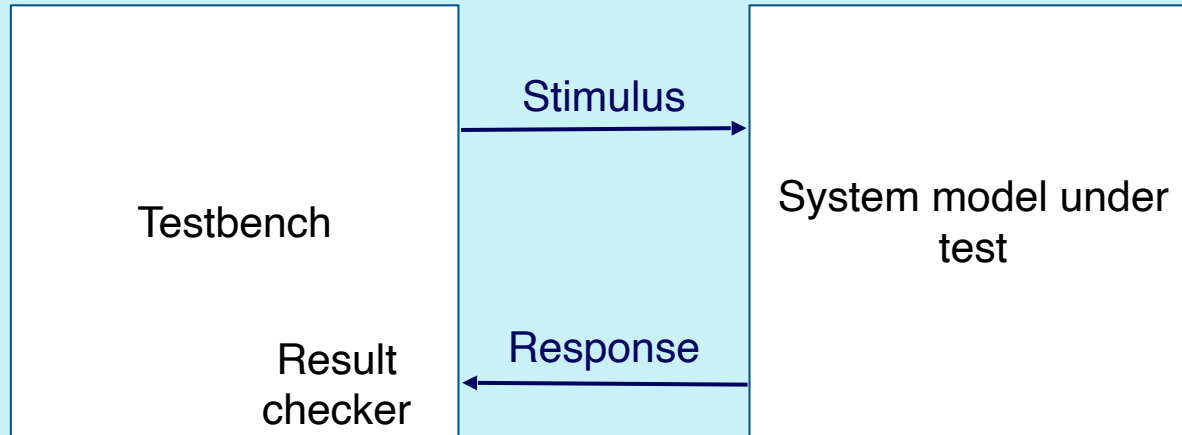 Stimulus
Testbench
System model under
test
Response
Result
checker